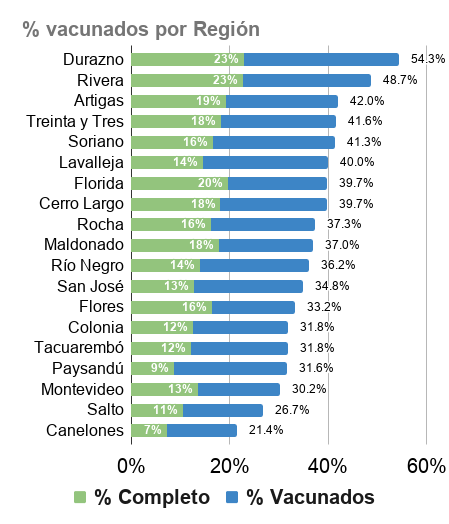 % vacunados por Región
Durazno 23% 54.3%
Rivera 23% 48.7%
Artigas 19% 42.0%
Treinta y Tres 18% 41.6%
Soriano 16% 41.3%
Lavalleja 14% 40.0%
Florida 20% 39.7%
Cerro Largo 18% 39.7%
Rocha 16% 37.3%
Maldonado 18% 37.0%
Río Negro 14% 36.2%
San José 13% 34.8%
Flores 16% 33.2%
Colonia 12% 31.8%
Tacuarembó 12% 31.8%
Paysandú 9% 31.6%
Montevideo 13% 30.2%
Salto 11% 26.7%
Canelones 7% 21.4%
0% 20% 40% 60%
% Completo % Vacunados